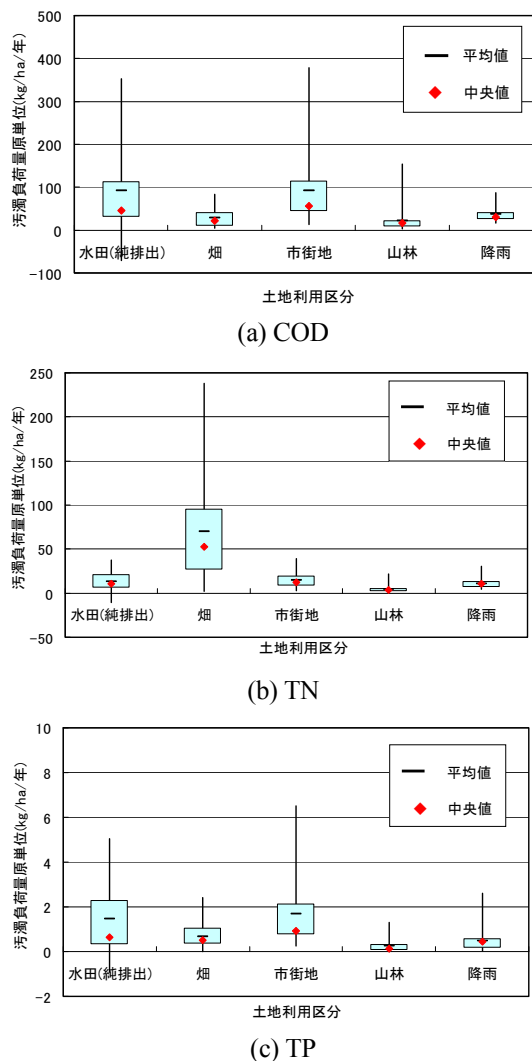 500
400
300
200
100
0
-100
汚濁負荷量原単位(kg/ha/年)
平均値
中央値
水田(純排出) 畑 市街地 山林 降雨
土地利用区分
(a) COD
250
200
150
100
50
0
-50
汚濁負荷量原単位(kg/ha/年)
平均値
中央値
水田(純排出) 畑 市街地 山林 降雨
土地利用区分
(b) TN
10
8
6
4
2
0
-2
汚濁負荷量原単位(kg/ha/年)
平均値
中央値
水田(純排出) 畑 市街地 山林 降雨
土地利用区分
(c) TP